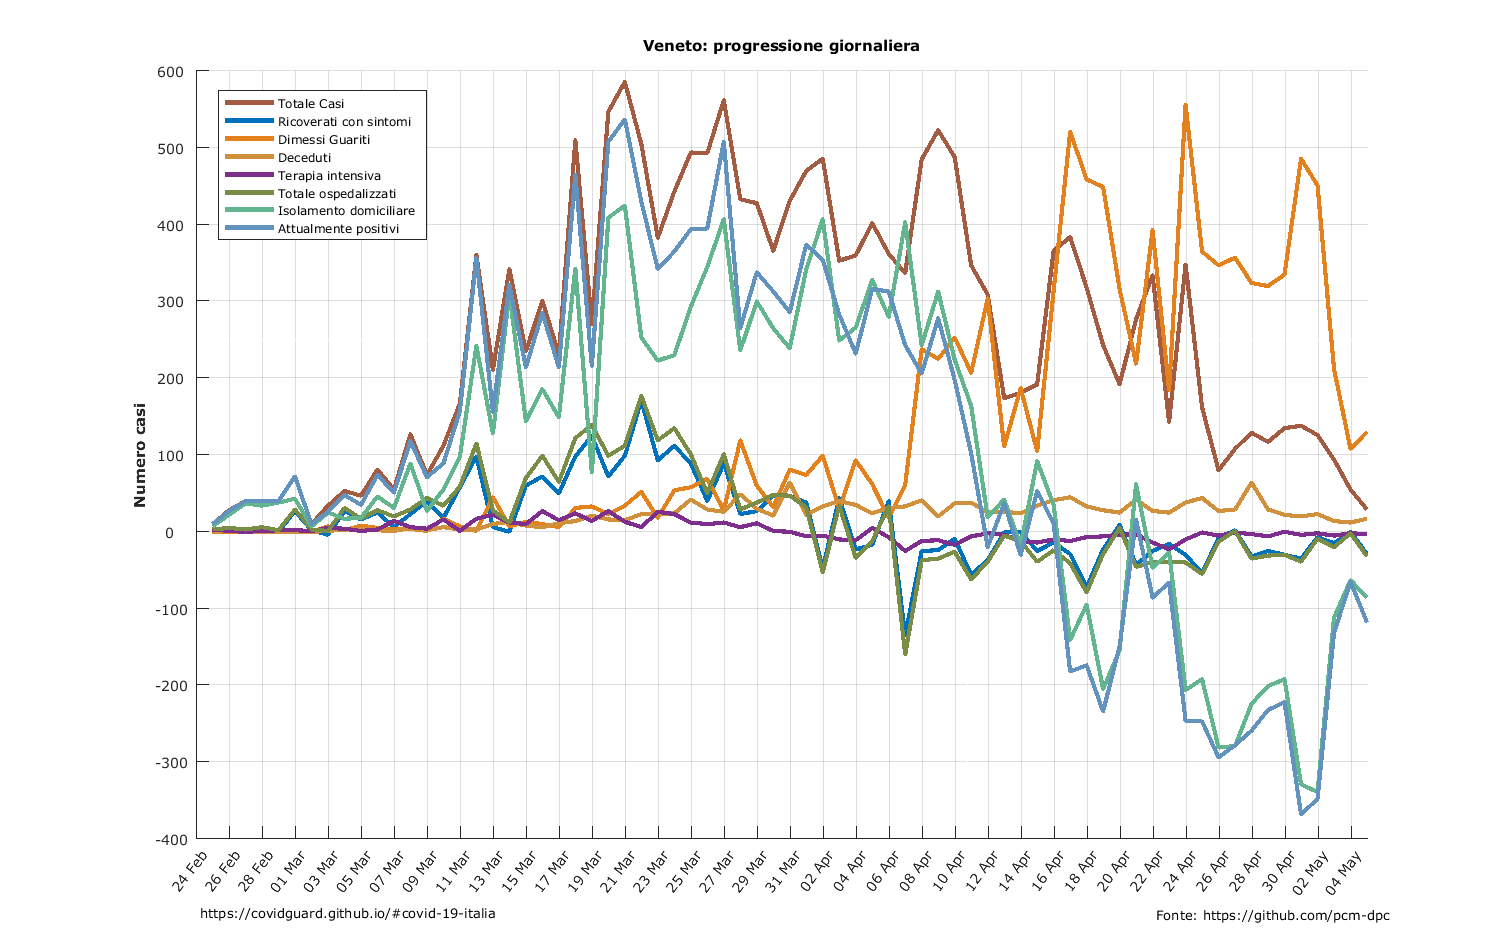 Veneto: progressione giornaliera
Numero casi
600
500
400
300
200
100
0
-100
-200
-300
-400
Totale Casi
Ricoverati con sintomi
Dimessi Guariti
Deceduti
Terapia intensiva
Totale ospedalizzati
Isolamento domiciliare
Attualmente positivi
24 Feb
26 Feb
28 Feb
01 Mar
03 Mar
05 Mar
07 Mar
09 Mar
11 Mar
13 Mar
15 Mar
17 Mar
19 Mar
21 Mar
23 Mar
25 Mar
27 Mar
29 Mar
31 Mar
02 Apr
04 Apr
06 Apr
08 Apr
10 Apr
12 Apr
14 Apr
16 Apr
18 Apr
20 Apr
22 Apr
24 Apr
26 Apr
28 Apr
30 Apr
02 May
04 May
https://covidguard.github.io/#covid-19-italia
Fonte: https://github.com/pcm-dpc